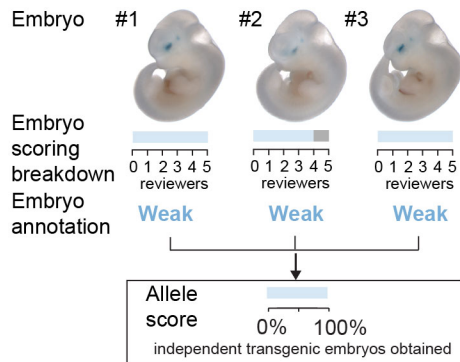 Embryo #1 #2 #3
Embryo scoring breakdown
0 1 2 3 4 5 0 1 2 3 4 5 0 1 2 3 4 5
reviewers reviewers reviewers
Embryo annotation
Weak Weak Weak
Allele score
0% 100%
independent transgenic embryos obtained